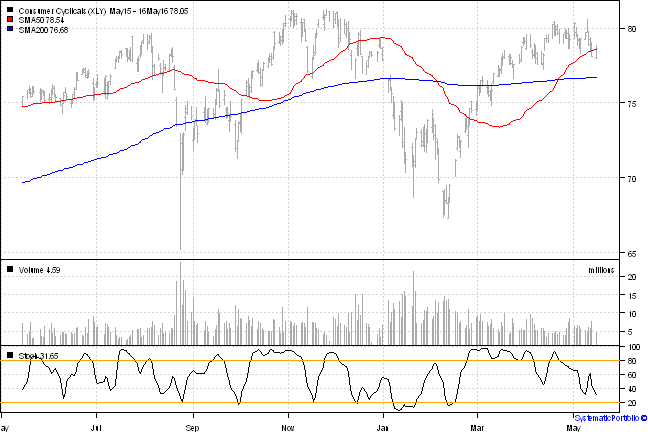 Consumer Cyclicals (XLY) May15 - 16May16 78.05
SMA50 78.54
SMA200 76.68
80
75
70
65
Volume 4.59
millions
20
15
10
5
Stock 31.65
100
80
60
40
20
ay
Jul
Sep
Nov
Jan
Mar
May
SystematicPortfolio ©